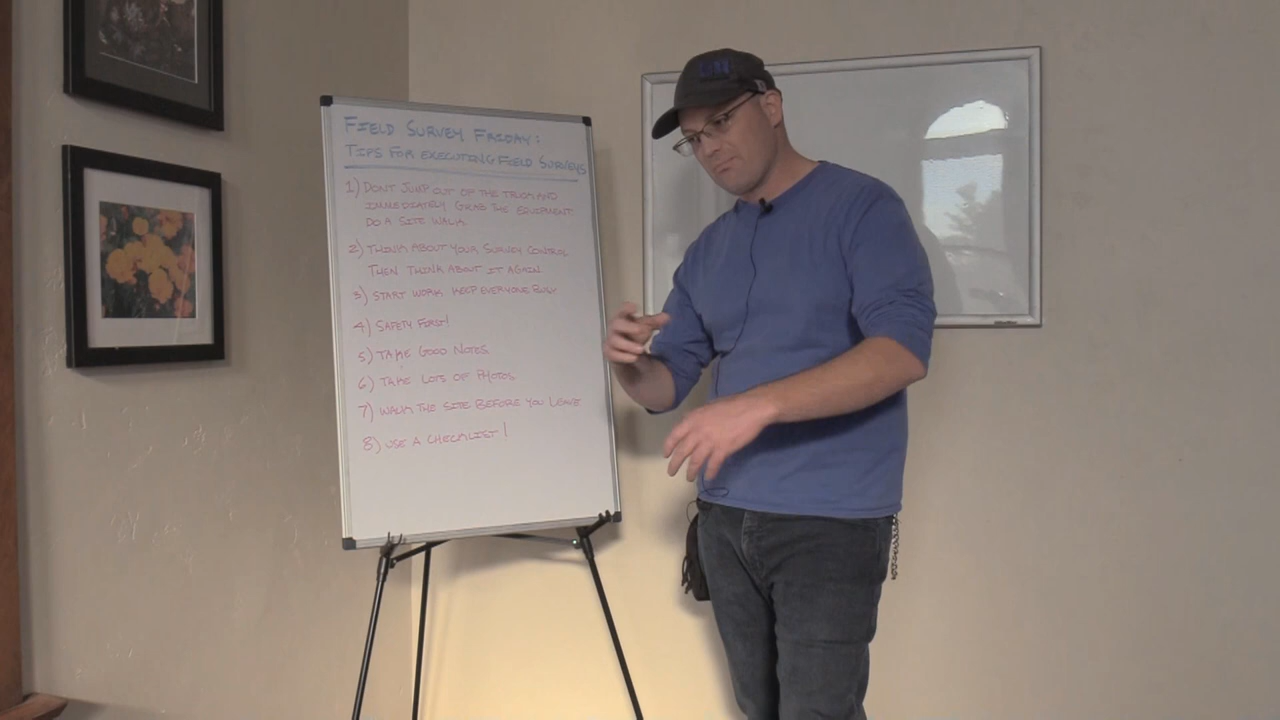 FIELD SURVEY FRIDAY:
TIPS FOR EXECUTING FIELD SURVEYS
1) DONT JUMP OUT OF THE TRUCK AND
IMMEDIATELY GRAB THE EQUIPMENT.
DO A SITE WALK
2) THINK ABOUT YOUR SURVEY CONTROL
THEN THINK ABOUT IT AGAIN.
3) START WORK. KEEP EVERYONE BUSY
4) SAFETY FIRST!
5) TAKE GOOD NOTES.
6) TAKE LOTS OF PHOTOS
7) WALK THE SITE BEFORE YOU LEAVE
8) USE A CHECKLIST!